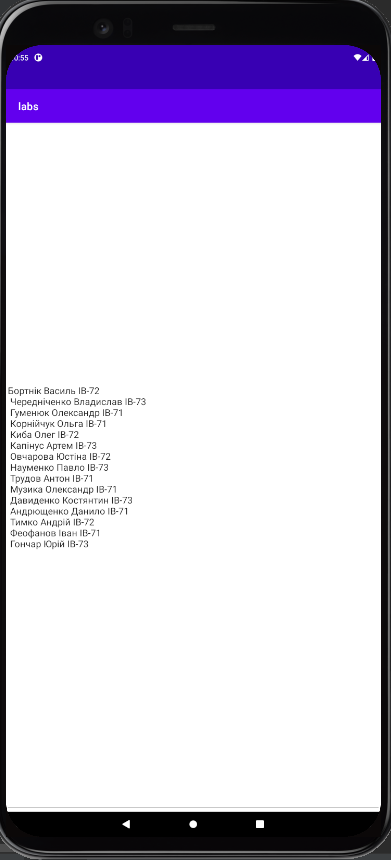 0:55
labs
Бортнік Василь ІВ-72
Чередніченко Владислав ІВ-73
Гуменюк Олександр ІВ-71
Корнійчук Ольга ІВ-71
Киба Олег ІВ-72
Капінус Артем ІВ-73
Овчарова Юстіна ІВ-72
Науменко Павло ІВ-73
Трудов Антон ІВ-71
Музика Олександр ІВ-71
Давиденко Костянтин ІВ-73
Андрющенко Данило ІВ-71
Тимко Андрій ІВ-72
Феофанов Іван ІВ-71
Гончар Юрій ІВ-73